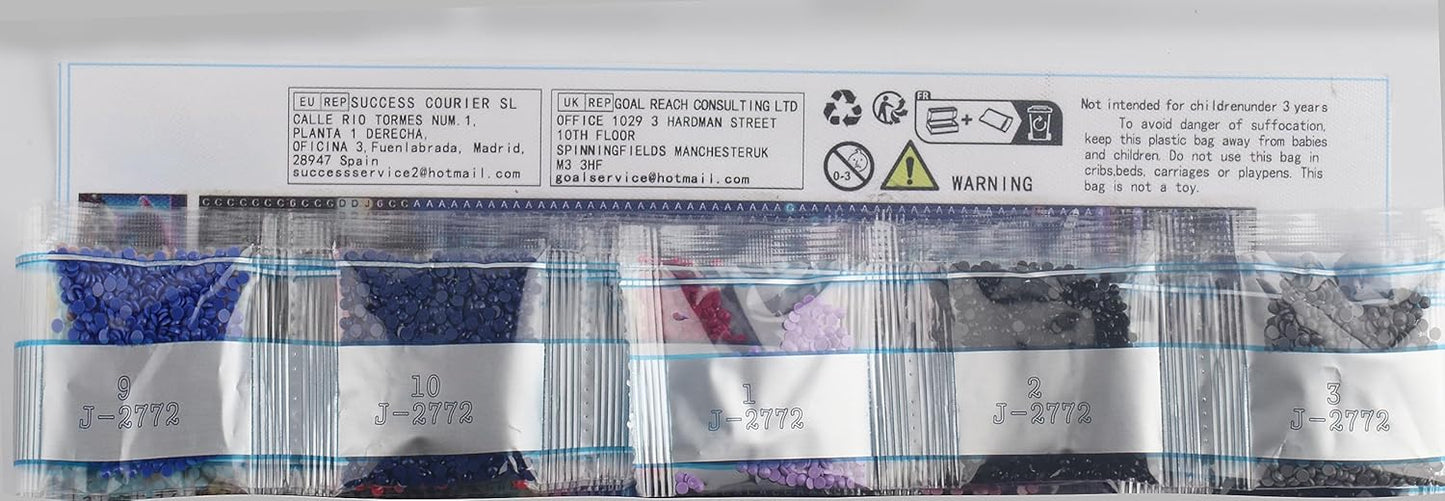 EU REP SUCCESS COURIER SL
CALLE RIO TORMES NUM.1,
PLANTA 1 DERECHA,
OFICINA 3,Fuenlabrada, Madrid,
28947 Spain
successservice2@hotmail.com
UK REP GOAL REACH CONSULTING LTD
OFFICE 1029 3 HARDMAN STREET
10TH FLOOR
SPINNINGFIELDS MANCHESTERUK
M3 3HF
goalservice@hotmail.com
FR
0-3
WARNING
Not intended for childrenunder 3 years
To avoid danger of suffocation,
keep this plastic bag away from babies
and children. Do not use this bag in
cribs,beds, carriages or playpens. This
bag is not a toy.
9
J-2772
10
J-2772
1
J-2772
2
J-2772
3
J-2772